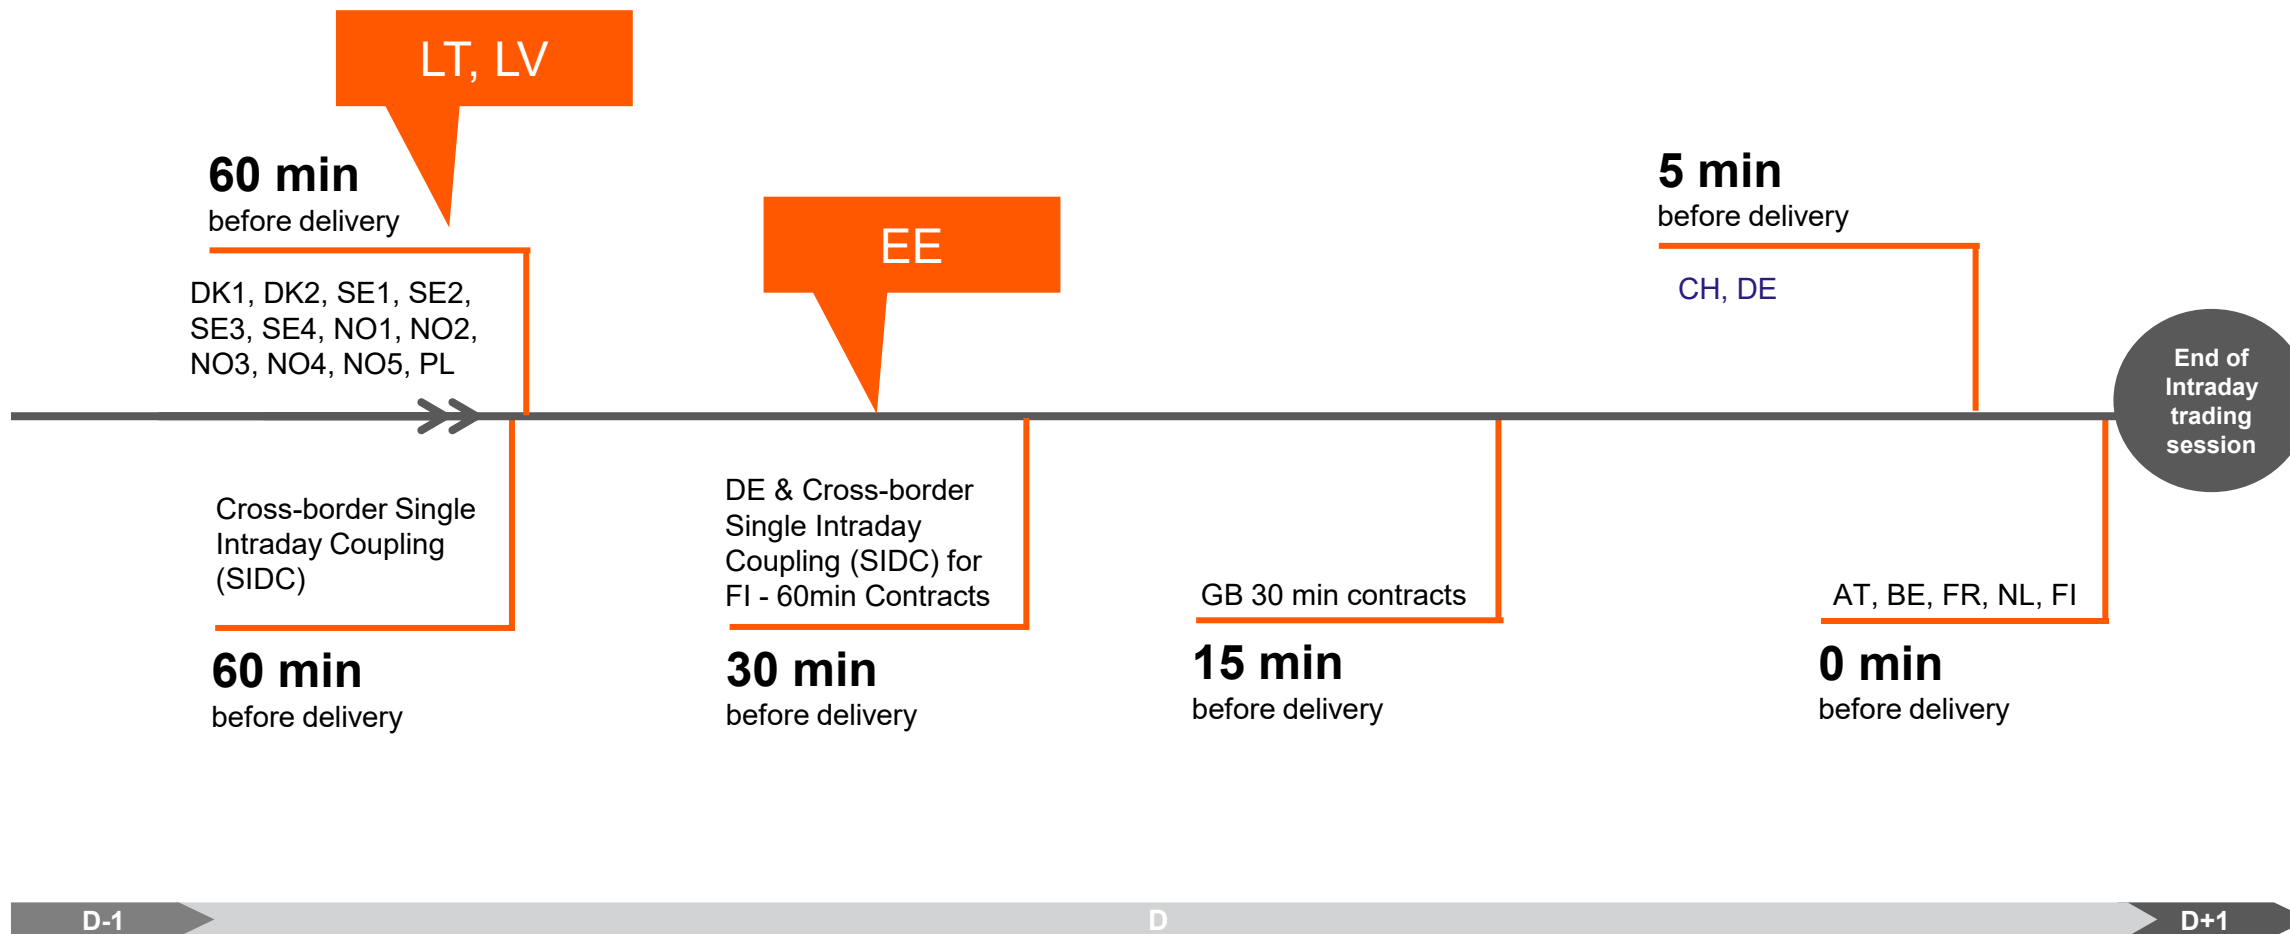 LT, LV
60 min
before delivery
DK1, DK2, SE1, SE2,
SE3, SE4, NO1, NO2,
NO3, NO4, NO5, PL
EE
5 min
before delivery
CH, DE
End of
Intraday
trading
session
Cross-border Single
Intraday Coupling
(SIDC)
60 min
before delivery
DE & Cross-border
Single Intraday
Coupling (SIDC) for
FI - 60min Contracts
30 min
before delivery
GB 30 min contracts
15 min
before delivery
AT, BE, FR, NL, FI
0 min
before delivery
D-1
D
D+1